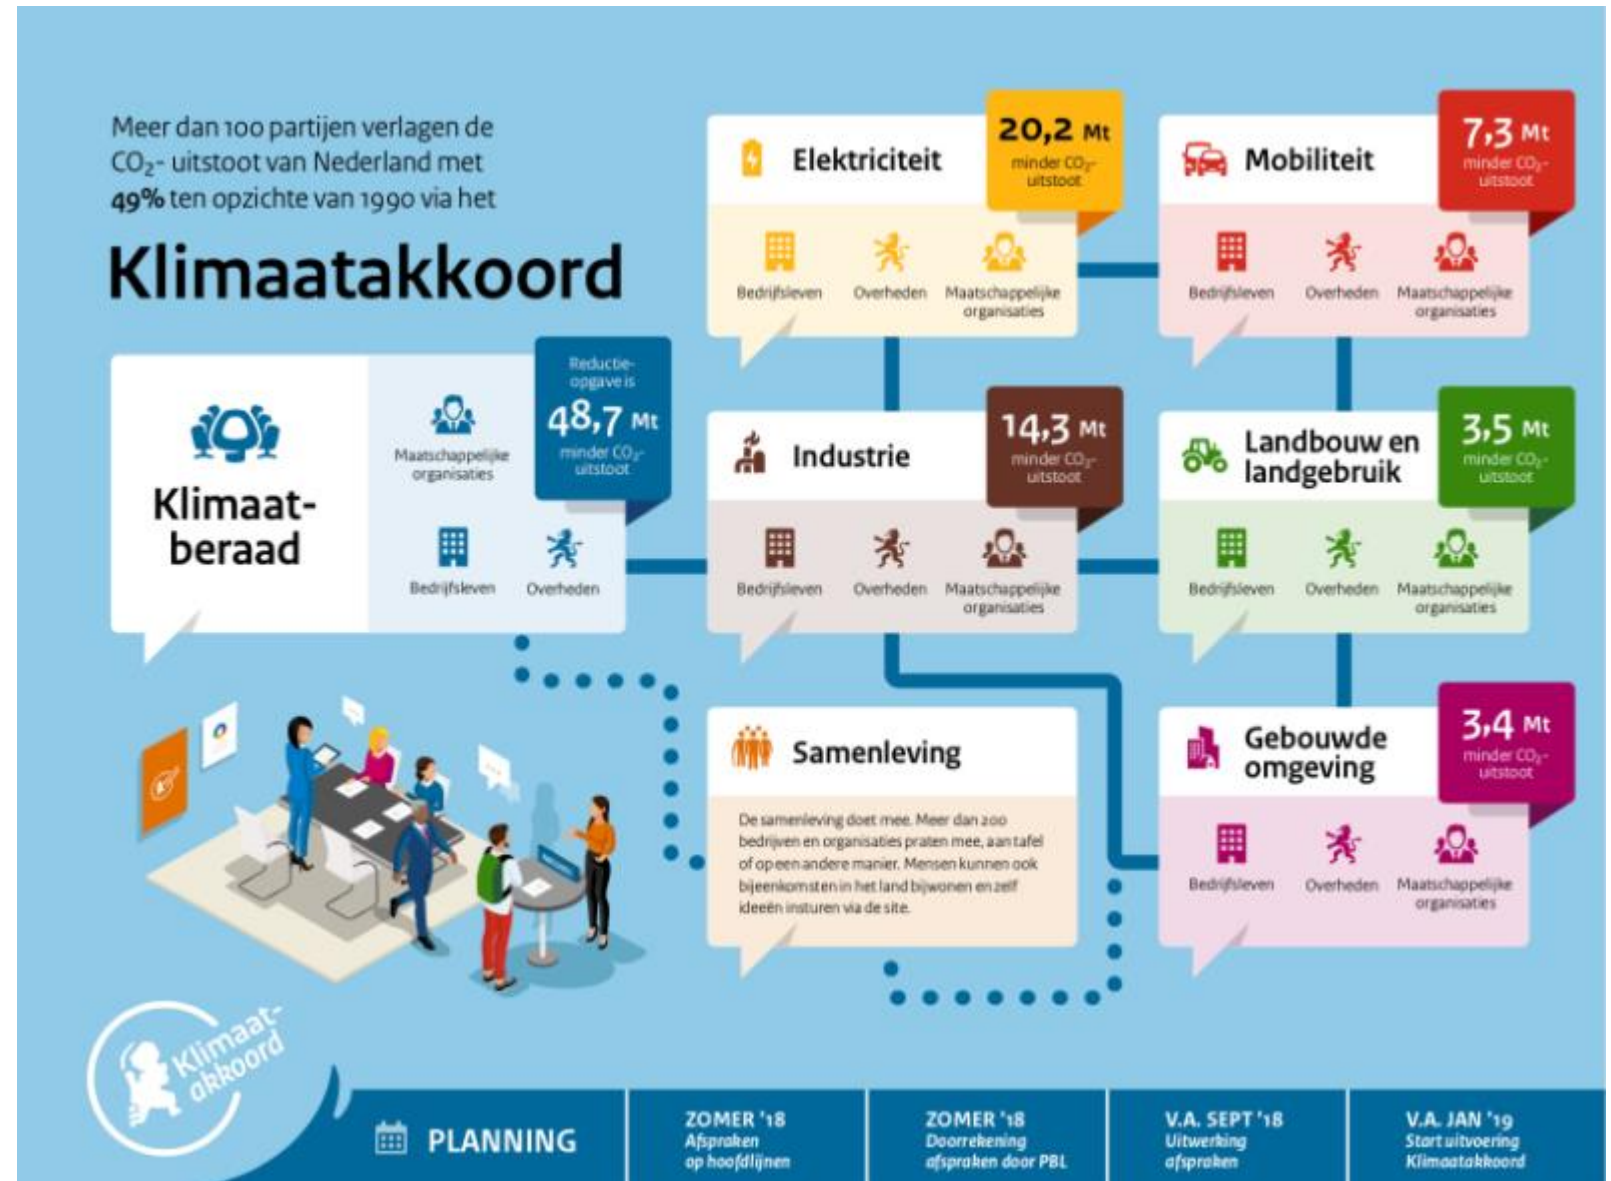 Meer dan 100 partijen verlagen de
CO₂- uitstoot van Nederland met
49% ten opzichte van 1990 via het
Klimaatakkoord
Klimaat-
beraad
Maatschappelijke
organisaties
Bedrijfsleven
Overheden
Reductie-
opgave is
48,7 Mt
minder CO₂-
uitstoot
Elektriciteit
20,2 Mt
minder CO₂-
uitstoot
Bedrijfsleven
Overheden
Maatschappelijke
organisaties
Mobiliteit
7,3 Mt
minder CO₂-
uitstoot
Bedrijfsleven
Overheden
Maatschappelijke
organisaties
Industrie
14,3 Mt
minder CO₂-
uitstoot
Bedrijfsleven
Overheden
Maatschappelijke
organisaties
Landbouw en
landgebruik
3,5 Mt
minder CO₂-
uitstoot
Bedrijfsleven
Overheden
Maatschappelijke
organisaties
Samenleving
De samenleving doet mee. Meer dan 200
bedrijven en organisaties praten mee, aan tafel
of op een andere manier. Mensen kunnen ook
bijeenkomsten in het land bijwonen en zelf
ideeën insturen via de site.
Gebouwde
omgeving
3,4 Mt
minder CO₂-
uitstoot
Bedrijfsleven
Overheden
Maatschappelijke
organisaties
Klimaat-
akkoord
PLANNING
ZOMER '18
Afspraken
op hoofdlijnen
ZOMER '18
Doorrekening
afspraken door PBL
V.A. SEPT '18
Uitwerking
afspraken
V.A. JAN '19
Start uitvoering
Klimaatakkoord